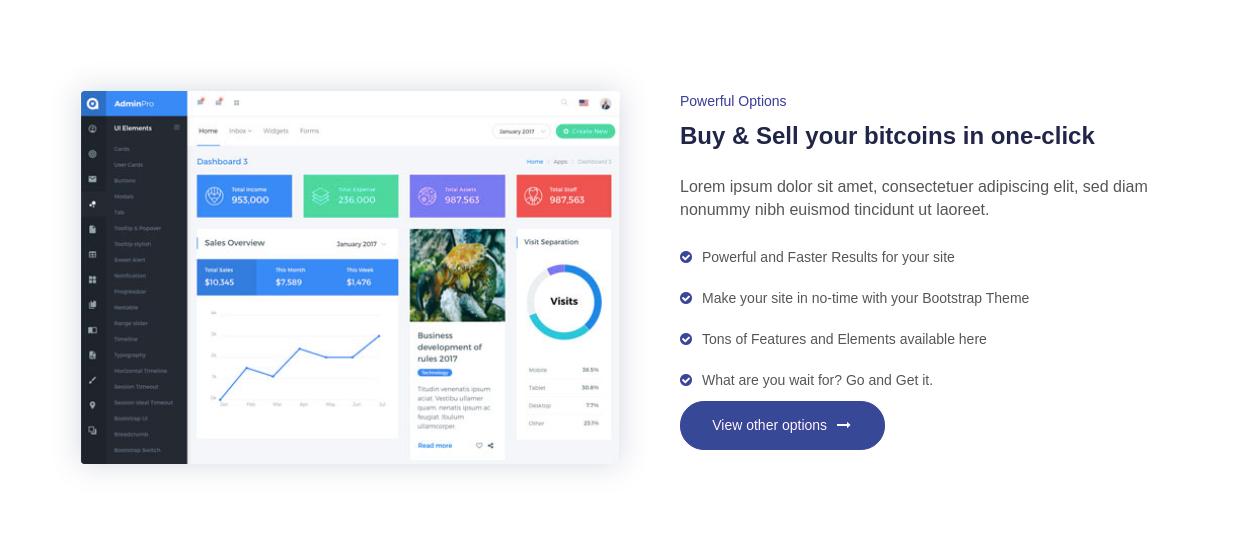 AdminPro
UI Elements
Cards
User Cards
Buttons
Modals
Tab
Tooltip & Popover
Tooltip stylish
Sweet Alert
Notification
Progressbar
Nestable
Range slider
Timeline
Typography
Horizontal Timeline
Session Timeout
Session Ideal Timeout
Bootstrap UI
Breadcrumb
Bootstrap Switch
Home Inbox Widgets Forms
January 2017
Create New
Dashboard 3
Home Apps Dashboard 3
Total Income
953,000
Total Expense
236,000
Total Assets
987,563
Total Staff
987,563
Sales Overview
January 2017
Total Sales
$10,345
This Month
$7,589
This Week
$1,476
4k
3k
2k
1k
0k
Jan Feb Mar Apr May Jun Jul
Business
development of
rules 2017
Technology
Titudin venenatis ipsum
aciat. Vestibu ullamer
quam. nenatis ipsum ac
feugiat. Ibulum
ullamcorper.
Read more
Visit Separation
Visits
Mobile 38.5%
Tablet 30.8%
Desktop 7.7%
Other 23.1%
Powerful Options
Buy & Sell your bitcoins in one-click
Lorem ipsum dolor sit amet, consectetuer adipiscing elit, sed diam
nonummy nibh euismod tincidunt ut laoreet.
Powerful and Faster Results for your site
Make your site in no-time with your Bootstrap Theme
Tons of Features and Elements available here
What are you wait for? Go and Get it.
View other options